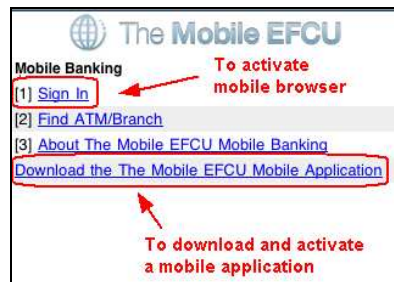 The Mobile EFCU
Mobile Banking
To activate
mobile browser
[1] Sign In
[2] Find ATM/Branch
[3] About The Mobile EFCU Mobile Banking
Download the The Mobile EFCU Mobile Application
To download and activate
a mobile application